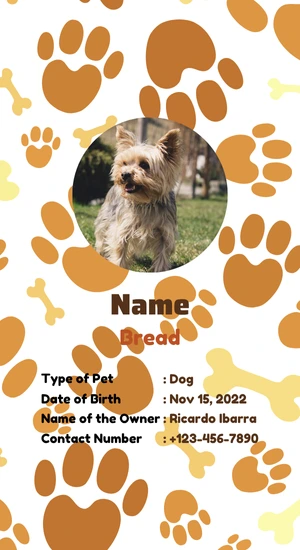 Name
Bread
Type of Pet : Dog
Date of Birth : Nov 15, 2022
Name of the Owner : Ricardo Ibarra
Contact Number : +123-456-7890